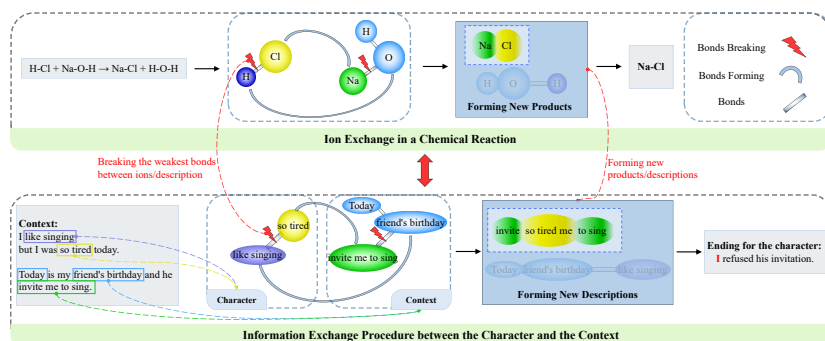 H-Cl + Na-O-H → Na-Cl + H-O-H
H
Cl
H
Na
O
Na Cl
H O H
Forming New Products
Na-Cl
Bonds Breaking
Bonds Forming
Bonds
Ion Exchange in a Chemical Reaction
Breaking the weakest bonds
between ions/description
Forming new
products/descriptions
Context:
I like singing
but I was so tired today.
Today is my friend's birthday and he
invite me to sing.
so tired
like singing
Character
Today
friend's birthday
invite me to sing
Context
invite so tired me to sing
Today friend's birthday like singing
Forming New Descriptions
Ending for the character:
I refused his invitation.
Information Exchange Procedure between the Character and the Context